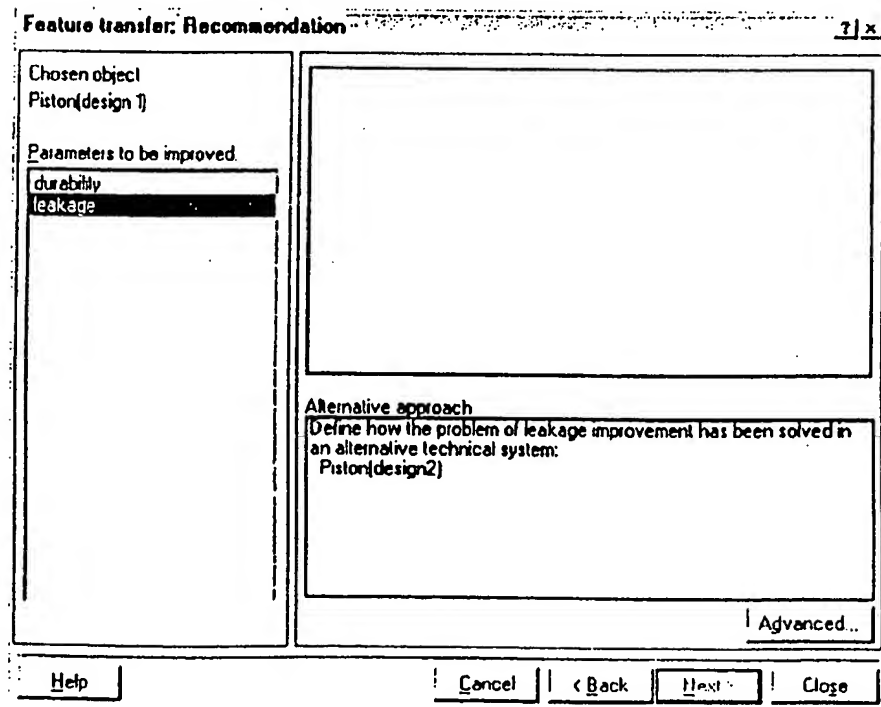 Feature transfer: Recommendation
? x
Chosen object
Piston(design 1)
Parameters to be improved.
durability
leakage
Alternative approach
Define how the problem of leakage improvement has been solved in
an alternative technical system:
Piston(design2)
Advanced...
Help
Cancel
< Back
Next >
Close